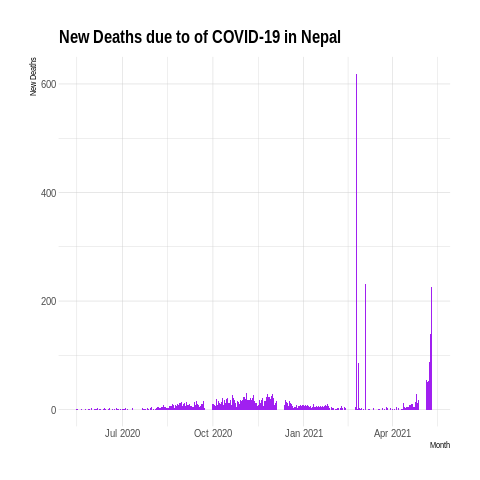 New Deaths due to of COVID-19 in Nepal
New Deaths
600
400
200
0
Jul 2020
Oct 2020
Jan 2021
Apr 2021
Month